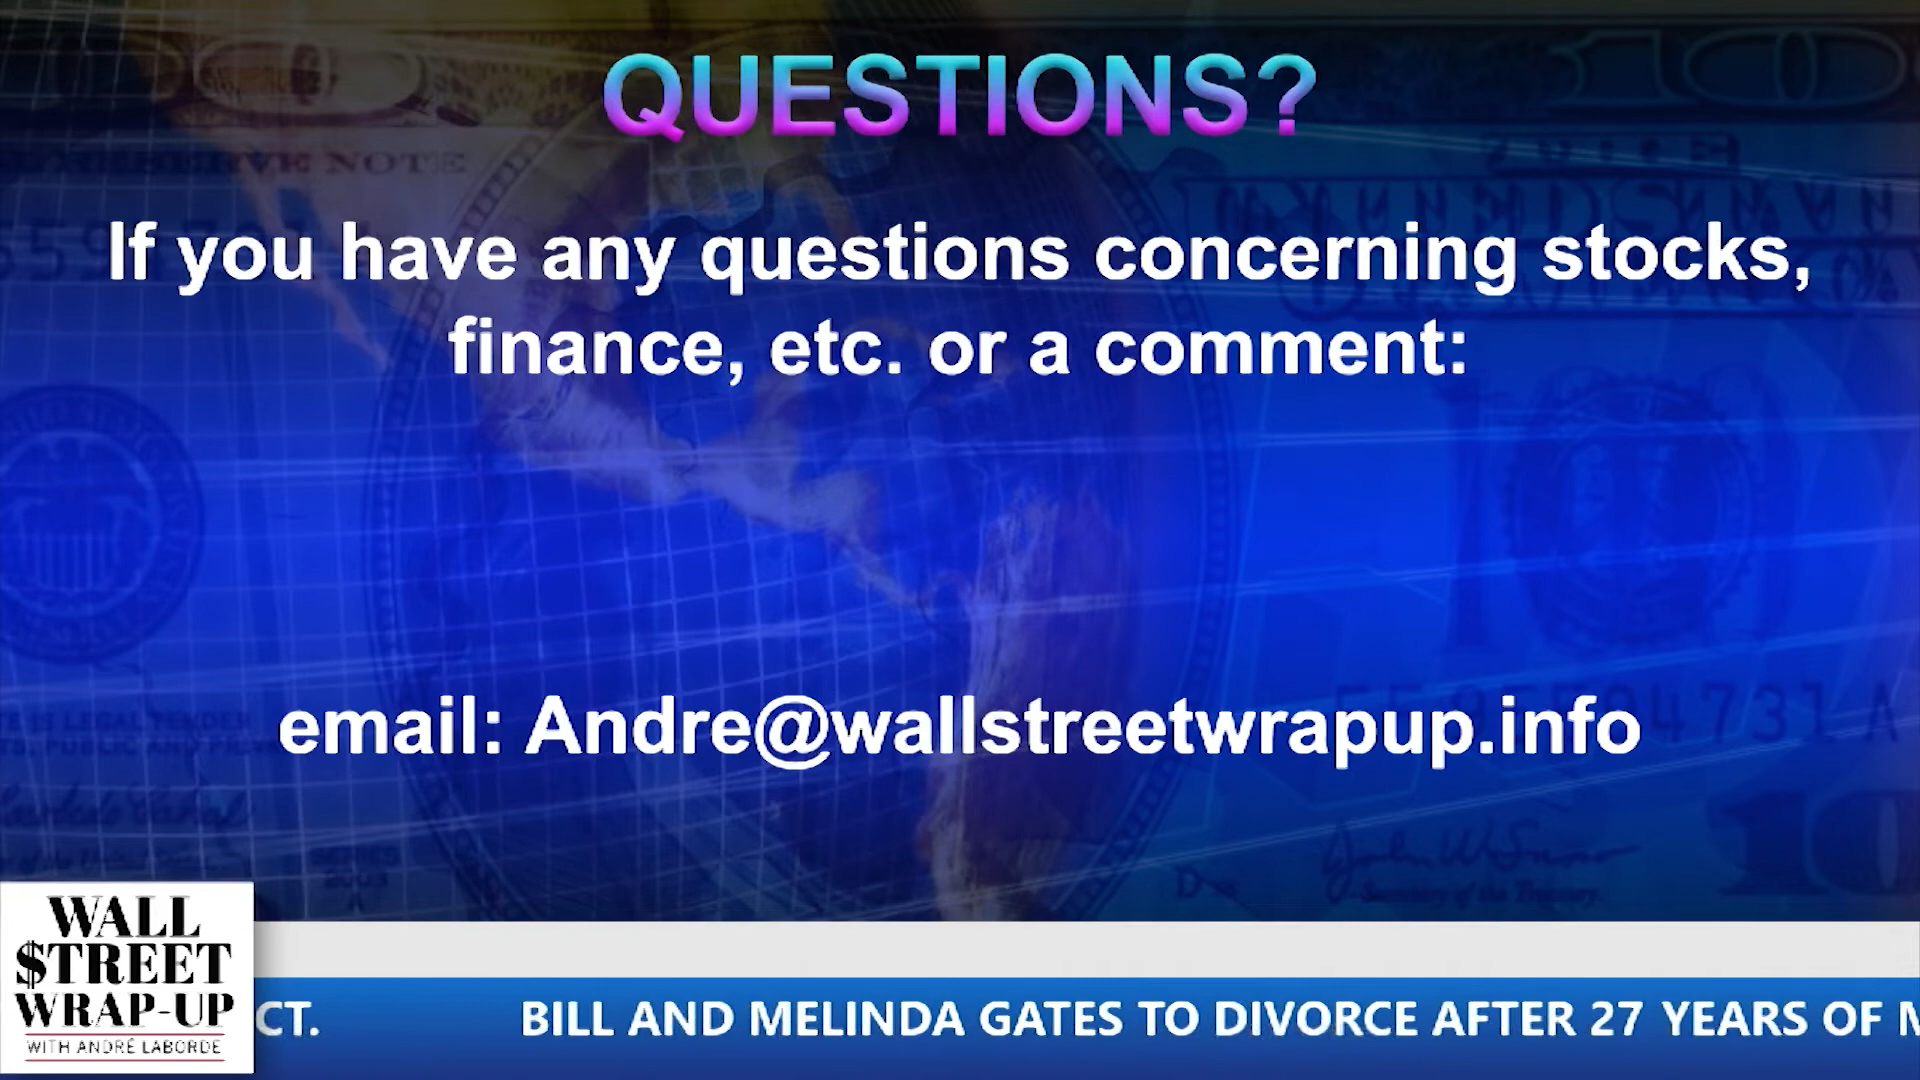 QUESTIONS?
If you have any questions concerning stocks,
finance, etc. or a comment:
email: Andre@wallstreetwrapup.info
WALL
$TREET
WRAP-UP
WITH ANDRÉ LABORDE
CT.
BILL AND MELINDA GATES TO DIVORCE AFTER 27 YEARS OF